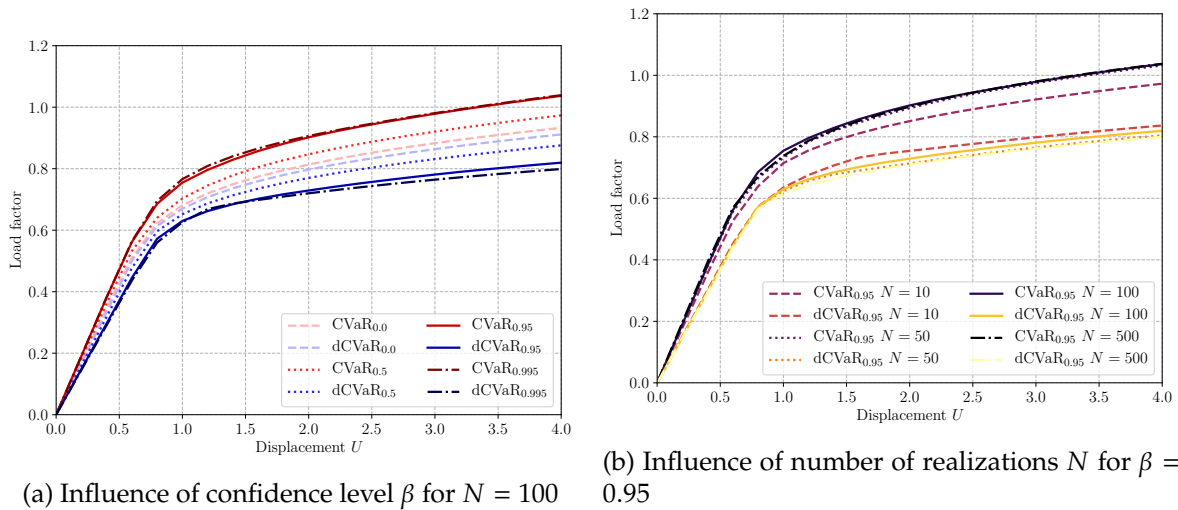 1.2
1.0
0.8
0.6
0.4
0.2
0.0
Load factor
0.0 0.5 1.0 1.5 2.0 2.5 3.0 3.5 4.0
Displacement U
CVaR0.0 CVaR0.95
dCVaR0.0 dCVaR0.95
CVaR0.5 CVaR0.995
dCVaR0.5 dCVaR0.995
(a) Influence of confidence level β for N = 100
1.2
1.0
0.8
0.6
0.4
0.2
0.0
Load factor
0.0 0.5 1.0 1.5 2.0 2.5 3.0 3.5 4.0
Displacement U
CVaR0.95 N = 10 CVaR0.95 N = 100
dCVaR0.95 N = 10 dCVaR0.95 N = 100
CVaR0.95 N = 50 CVaR0.95 N = 500
dCVaR0.95 N = 50 dCVaR0.95 N = 500
(b) Influence of number of realizations N for β =
0.95